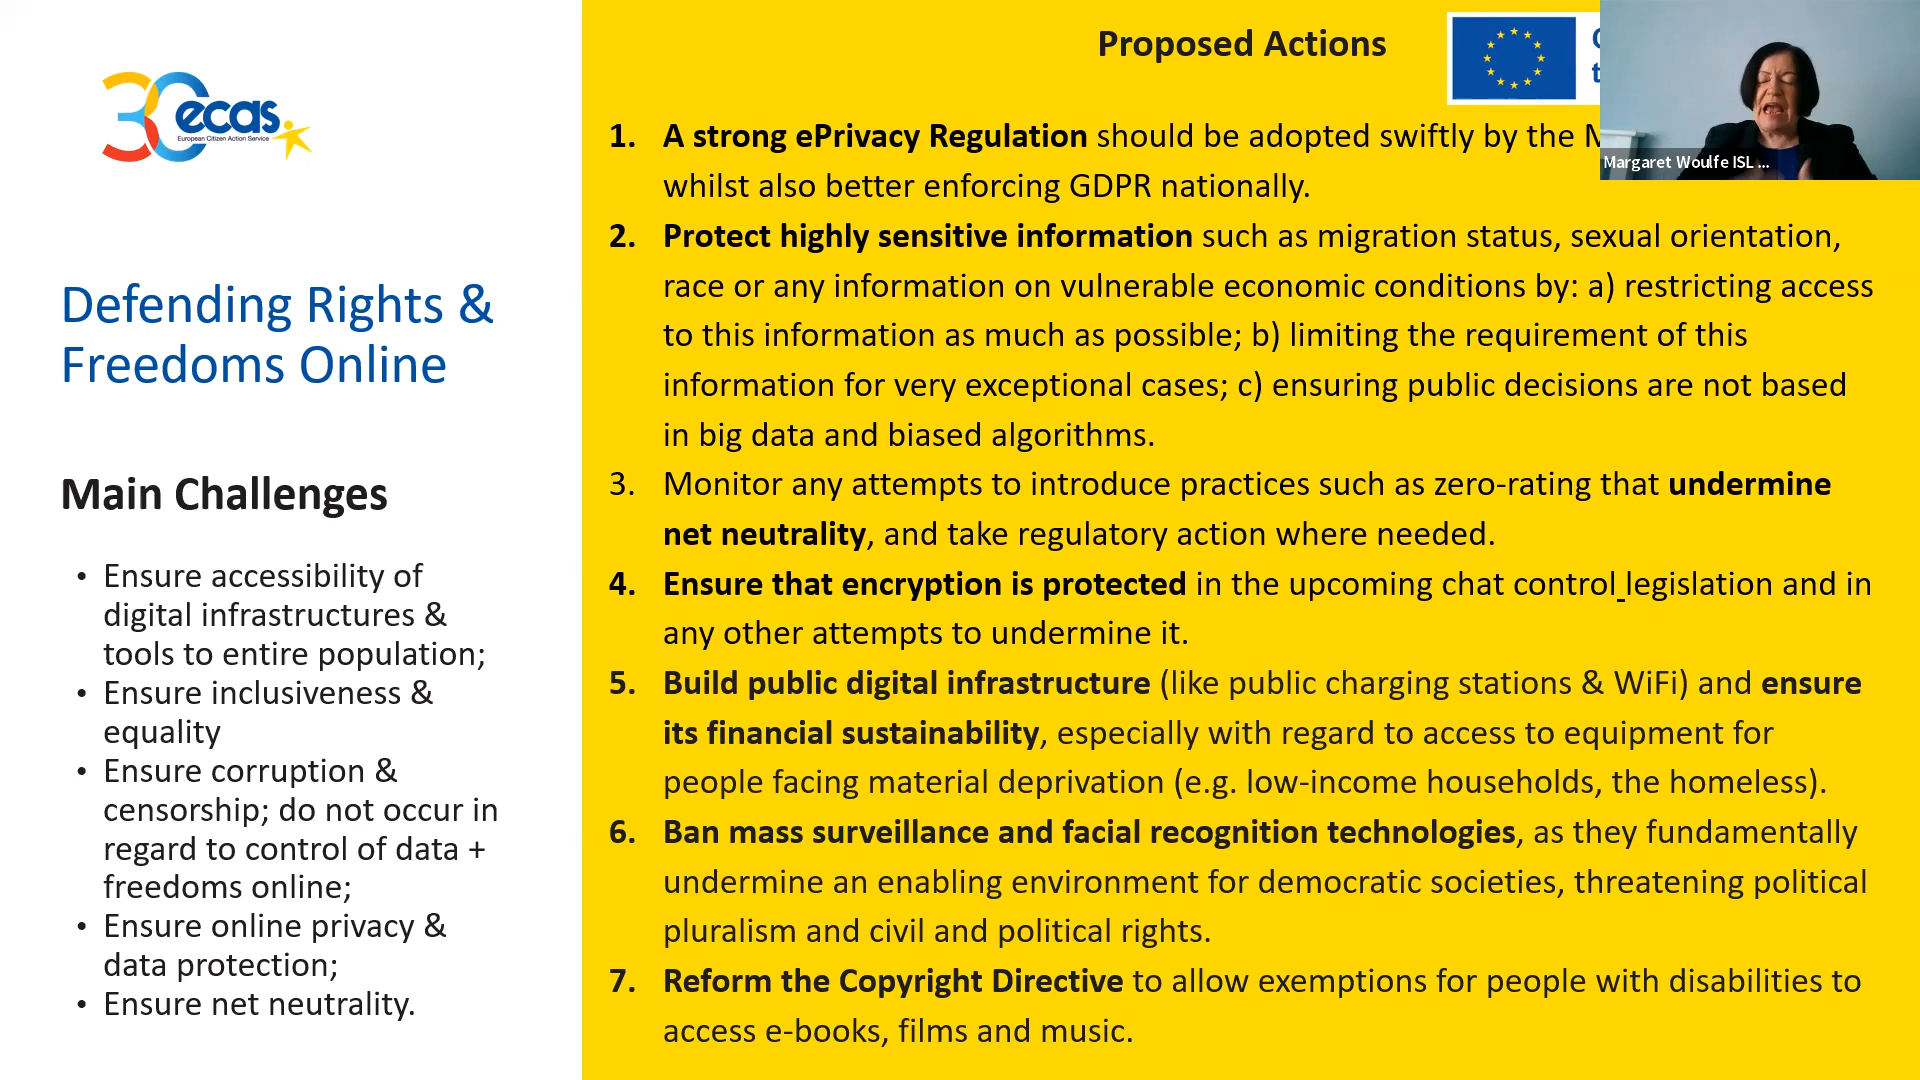 30 ecas
European Citizen Action Service
Defending Rights &
Freedoms Online
Main Challenges
• Ensure accessibility of
digital infrastructures &
tools to entire population;
• Ensure inclusiveness &
equality
• Ensure corruption &
censorship; do not occur in
regard to control of data +
freedoms online;
• Ensure online privacy &
data protection;
• Ensure net neutrality.
Proposed Actions
1. A strong ePrivacy Regulation should be adopted swiftly by the
whilst also better enforcing GDPR nationally.
2. Protect highly sensitive information such as migration status, sexual orientation,
race or any information on vulnerable economic conditions by: a) restricting access
to this information as much as possible; b) limiting the requirement of this
information for very exceptional cases; c) ensuring public decisions are not based
in big data and biased algorithms.
3. Monitor any attempts to introduce practices such as zero-rating that undermine
net neutrality, and take regulatory action where needed.
4. Ensure that encryption is protected in the upcoming chat control legislation and in
any other attempts to undermine it.
5. Build public digital infrastructure (like public charging stations & WiFi) and ensure
its financial sustainability, especially with regard to access to equipment for
people facing material deprivation (e.g. low-income households, the homeless).
6. Ban mass surveillance and facial recognition technologies, as they fundamentally
undermine an enabling environment for democratic societies, threatening political
pluralism and civil and political rights.
7. Reform the Copyright Directive to allow exemptions for people with disabilities to
access e-books, films and music.
Margaret Woulfe ISL ...